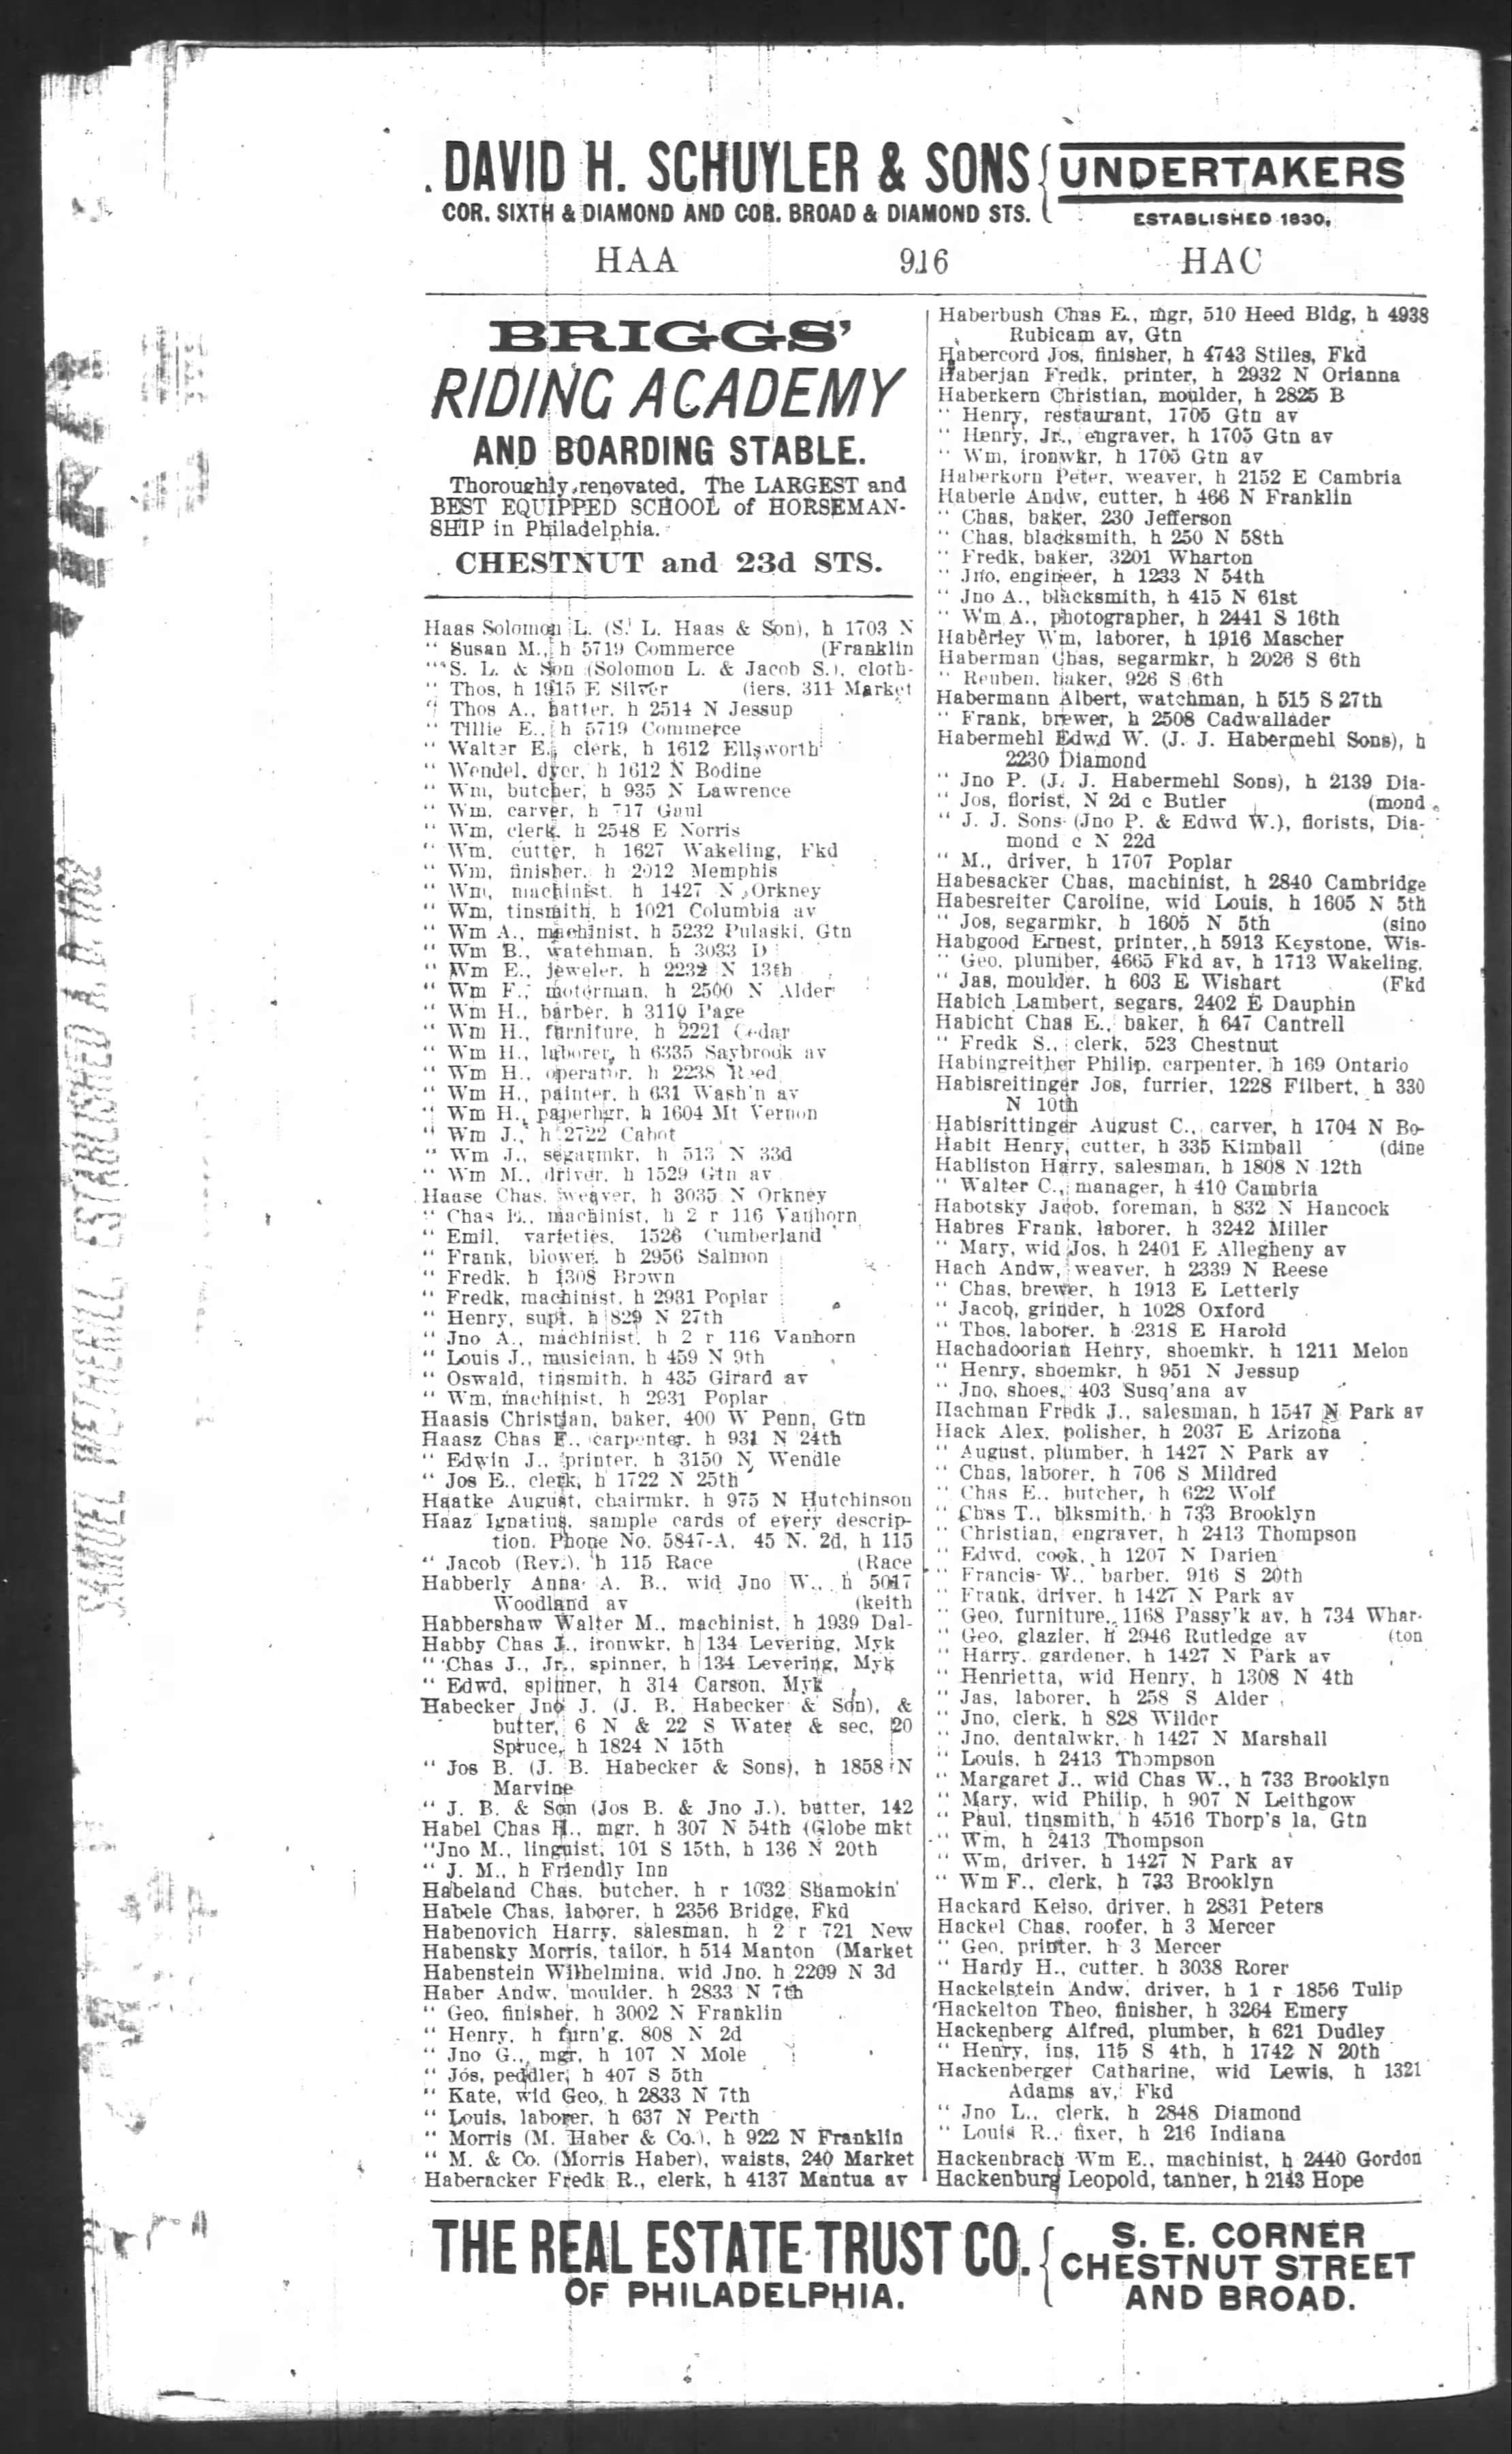 DAVID H. SCHUYLER & SONS
COR. SIXTH & DIAMOND AND COR. BROAD & DIAMOND STS.
UNDERTAKERS
ESTABLISHED 1830.
HAA 916 HAC
BRIGGS'
RIDING ACADEMY
AND BOARDING STABLE.
Thoroughly renovated. The LARGEST and
BEST EQUIPPED SCHOOL of HORSEMAN-
SHIP in Philadelphia.
CHESTNUT and 23d STS.
Haas Solomon L. (S. L. Haas & Son), h 1703 N
" Susan M., h 5719 Commerce (Franklin
" S. L. & Son (Solomon L. & Jacob S.), cloth-
" Thos, h 1915 E Silver (iers, 311 Market
" Thos A., hatter, h 2514 N Jessup
" Tillie E., h 5719 Commerce
" Walter E., clerk, h 1612 Ellsworth
" Wendel, dyer, h 1612 N Bodine
" Wm, butcher, h 935 N Lawrence
" Wm, carver, h 717 Gaul
" Wm, clerk, h 2548 E Norris
" Wm, cutter, h 1627 Wakeling, Fkd
" Wm, finisher, h 2012 Memphis
" Wm, machinist, h 1427 N Orkney
" Wm, tinsmith, h 1021 Columbia av
" Wm A., machinist, h 5232 Pulaski, Gtn
" Wm B., watchman, h 3033 D
" Wm E., jeweler, h 2232 N 13th
" Wm F., motorman, h 2500 N Alder
" Wm H., barber, h 3110 Page
" Wm H., furniture, h 2221 Cedar
" Wm H., laborer, h 6335 Saybrook av
" Wm H., operator, h 2238 Reed
" Wm H., painter, h 631 Wash'n av
" Wm H., paperhgr, h 1604 Mt Vernon
" Wm J., h 2722 Cabot
" Wm J., segarmkr, h 513 N 33d
" Wm M., driver, h 1529 Gtn av
Haase Chas, weaver, h 3035 N Orkney
" Chas E., machinist, h 2 r 116 Vanhorn
" Emil, varieties, 1526 Cumberland
" Frank, blower, h 2956 Salmon
" Fredk, h 1308 Brown
" Fredk, machinist, h 2931 Poplar
" Henry, supt, h 829 N 27th
" Jno A., machinist, h 2 r 116 Vanhorn
" Louis J., musician, h 459 N 9th
" Oswald, tinsmith, h 435 Girard av
" Wm, machinist, h 2931 Poplar
Haasis Christian, baker, 400 W Penn, Gtn
Haasz Chas F., carpenter, h 931 N 24th
" Edwin J., printer, h 3150 N Wendle
" Jos E., clerk, h 1722 N 25th
Haatke August, chairmkr, h 975 N Hutchinson
Haaz Ignatius, sample cards of every descrip-
tion. Phone No. 5847-A, 45 N. 2d, h 115
" Jacob (Rev.), h 115 Race (Race
Habberly Anna A. B., wid Jno W., h 5017
Woodland av (keith
Habbershaw Walter M., machinist, h 1939 Dal-
Habby Chas J., ironwkr, h 134 Levering, Myk
" Chas J., Jr., spinner, h 134 Levering, Myk
" Edwd, spinner, h 314 Carson, Myk
Habecker Jno J. (J. B. Habecker & Son), &
butter, 6 N & 22 S Water & sec, 20
Spruce, h 1824 N 15th
" Jos B. (J. B. Habecker & Sons), h 1858 N
Marvine
" J. B. & Son (Jos B. & Jno J.), butter, 142
Habel Chas H., mgr, h 307 N 54th (Globe mkt
" Jno M., linguist, 101 S 15th, h 136 N 20th
" J. M., h Friendly Inn
Habeland Chas, butcher, h r 1032 Shamokin
Habele Chas, laborer, h 2356 Bridge, Fkd
Habenovich Harry, salesman, h 2 r 721 New
Habensky Morris, tailor, h 514 Manton (Market
Habenstein Wilhelmina, wid Jno, h 2209 N 3d
Haber Andw, moulder, h 2833 N 7th
" Geo, finisher, h 3002 N Franklin
" Henry, h furn'g, 808 N 2d
" Jno G., mgr, h 107 N Mole
" Jos, peddler, h 407 S 5th
" Kate, wid Geo, h 2833 N 7th
" Louis, laborer, h 637 N Perth
" Morris (M. Haber & Co.), h 922 N Franklin
" M. & Co. (Morris Haber), waists, 240 Market
Haberacker Fredk R., clerk, h 4137 Mantua av
Haberbush Chas E., mgr, 510 Heed Bldg, h 4938
Rubicam av, Gtn
Habercord Jos, finisher, h 4743 Stiles, Fkd
Haberjan Fredk, printer, h 2932 N Orianna
Haberkern Christian, moulder, h 2825 B
" Henry, restaurant, 1705 Gtn av
" Henry, Jr., engraver, h 1705 Gtn av
" Wm, ironwkr, h 1705 Gtn av
Haberkorn Peter, weaver, h 2152 E Cambria
Haberle Andw, cutter, h 466 N Franklin
" Chas, baker, 230 Jefferson
" Chas, blacksmith, h 250 N 58th
" Fredk, baker, 3201 Wharton
" Jno, engineer, h 1233 N 54th
" Jno A., blacksmith, h 415 N 61st
" Wm A., photographer, h 2441 S 16th
Haberley Wm, laborer, h 1916 Mascher
Haberman Chas, segarmkr, h 2026 S 6th
" Reuben, baker, 926 S 6th
Habermann Albert, watchman, h 515 S 27th
" Frank, brewer, h 2508 Cadwallader
Habermehl Edwd W. (J. J. Habermehl Sons), h
2230 Diamond
" Jno P. (J. J. Habermehl Sons), h 2139 Dia-
" Jos, florist, N 2d c Butler (mond
" J. J. Sons (Jno P. & Edwd W.), florists, Dia-
mond c N 22d
" M., driver, h 1707 Poplar
Habesacker Chas, machinist, h 2840 Cambridge
Habesreiter Caroline, wid Louis, h 1605 N 5th
" Jos, segarmkr, h 1605 N 5th (sino
Habgood Ernest, printer, h 5913 Keystone, Wis-
" Geo, plumber, 4665 Fkd av, h 1713 Wakeling,
" Jas, moulder, h 603 E Wishart (Fkd
Habich Lambert, segars, 2402 E Dauphin
Habicht Chas E., baker, h 647 Cantrell
" Fredk S., clerk, 523 Chestnut
Habingreither Philip, carpenter, h 169 Ontario
Habisreitinger Jos, furrier, 1228 Filbert, h 330
N 10th
Habisrittinger August C., carver, h 1704 N Bo-
Habit Henry, cutter, h 335 Kimball (dine
Habliston Harry, salesman, h 1808 N 12th
" Walter C., manager, h 410 Cambria
Habotsky Jacob, foreman, h 832 N Hancock
Habres Frank, laborer, h 3242 Miller
" Mary, wid Jos, h 2401 E Allegheny av
Hach Andw, weaver, h 2339 N Reese
" Chas, brewer, h 1913 E Letterly
" Jacob, grinder, h 1028 Oxford
" Thos, laborer, h 2318 E Harold
Hachadoorian Henry, shoemkr, h 1211 Melon
" Henry, shoemkr, h 951 N Jessup
" Jno, shoes, 403 Susq'ana av
Hachman Fredk J., salesman, h 1547 N Park av
Hack Alex, polisher, h 2037 E Arizona
" August, plumber, h 1427 N Park av
" Chas, laborer, h 706 S Mildred
" Chas E., butcher, h 622 Wolf
" Chas T., blksmith, h 733 Brooklyn
" Christian, engraver, h 2413 Thompson
" Edwd, cook, h 1207 N Darien
" Francis W., barber, 916 S 20th
" Frank, driver, h 1427 N Park av
" Geo, furniture, 1168 Passy'k av, h 734 Whar-
" Geo, glazier, h 2946 Rutledge av (ton
" Harry, gardener, h 1427 N Park av
" Henrietta, wid Henry, h 1308 N 4th
" Jas, laborer, h 258 S Alder
" Jno, clerk, h 828 Wilder
" Jno, dentalwkr, h 1427 N Marshall
" Louis, h 2413 Thompson
" Margaret J., wid Chas W., h 733 Brooklyn
" Mary, wid Philip, h 907 N Leithgow
" Paul, tinsmith, h 4516 Thorp's la, Gtn
" Wm, h 2413 Thompson
" Wm, driver, h 1427 N Park av
" Wm F., clerk, h 733 Brooklyn
Hackard Kelso, driver, h 2831 Peters
Hackel Chas, roofer, h 3 Mercer
" Geo, printer, h 3 Mercer
" Hardy H., cutter, h 3038 Rorer
Hackelstein Andw, driver, h 1 r 1856 Tulip
Hackelton Theo, finisher, h 3264 Emery
Hackenberg Alfred, plumber, h 621 Dudley
" Henry, ins, 115 S 4th, h 1742 N 20th
Hackenberger Catharine, wid Lewis, h 1321
Adams av, Fkd
" Jno L., clerk, h 2848 Diamond
" Louis R., fixer, h 216 Indiana
Hackenbrach Wm E., machinist, h 2440 Gordon
Hackenburg Leopold, tanner, h 2143 Hope
THE REAL ESTATE TRUST CO.
OF PHILADELPHIA.
S. E. CORNER
CHESTNUT STREET
AND BROAD.
SAMUEL WETHERILL ESTABLISHED A.D.